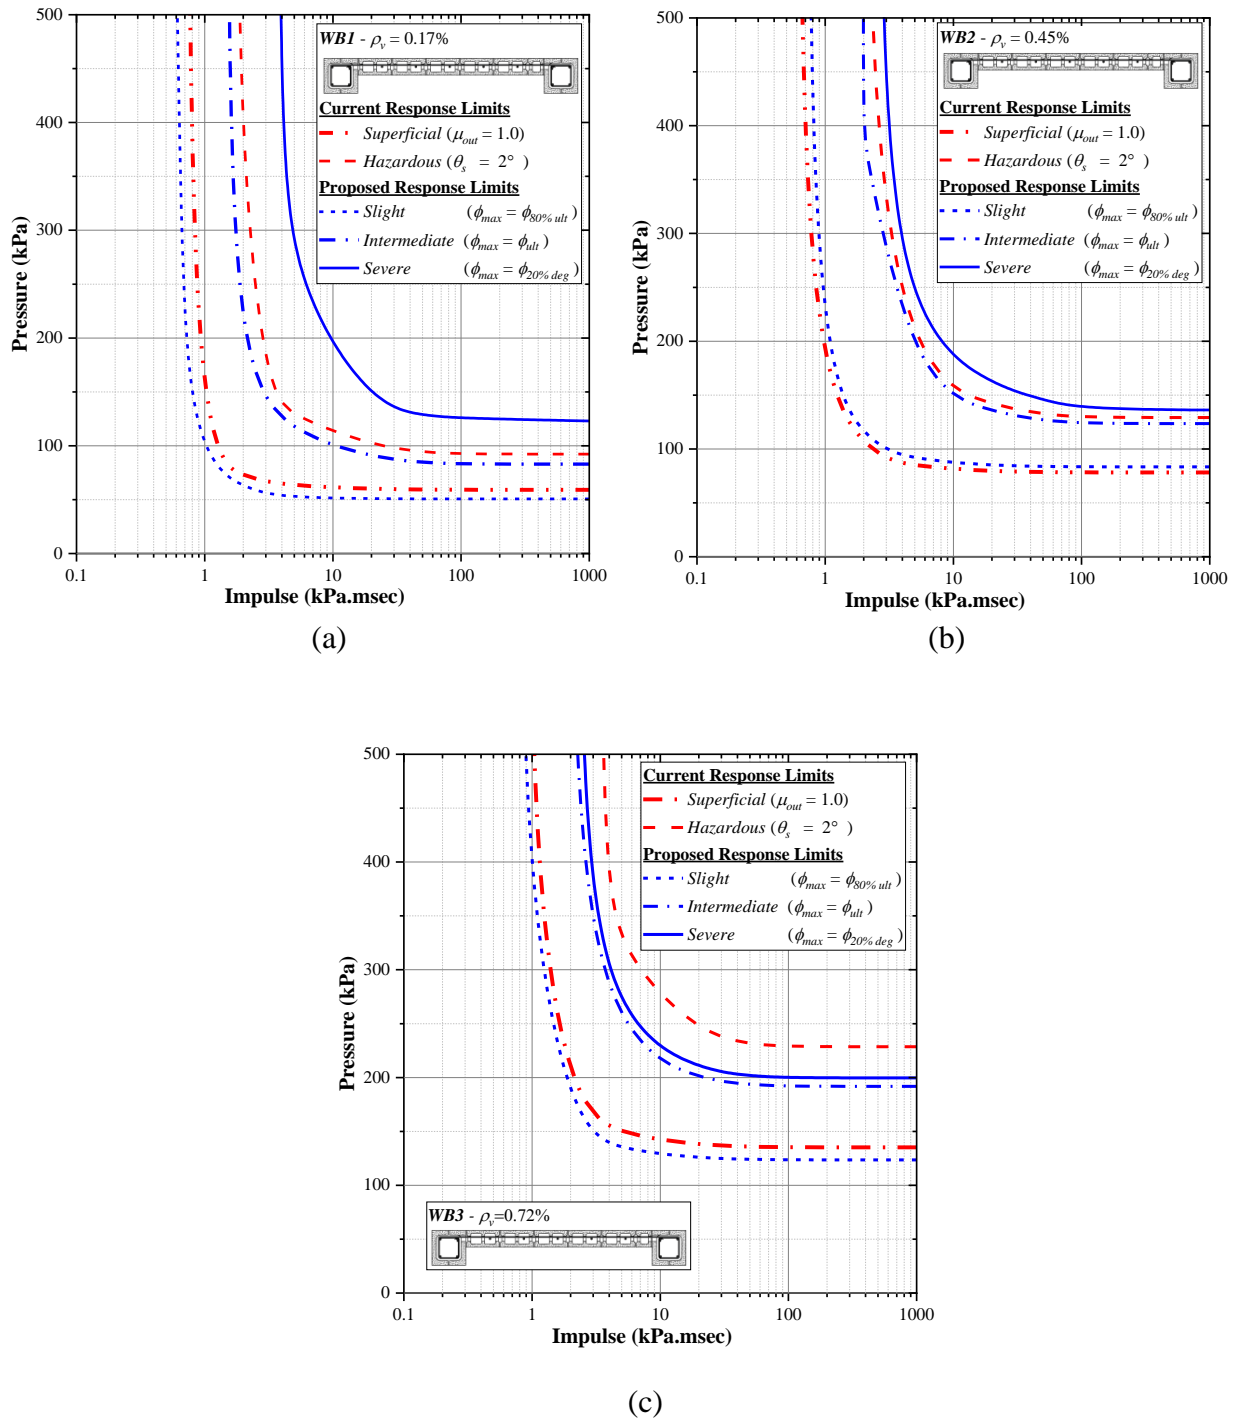 WB1 - ρv = 0.17%
Current Response Limits
Superficial (μout = 1.0)
Hazardous (θs = 2°)
Proposed Response Limits
Slight (ϕmax = ϕ80% ult)
Intermediate (ϕmax = ϕult)
Severe (ϕmax = ϕ20% deg)
500
400
300
200
100
0
Pressure (kPa)
0.1 1 10 100 1000
Impulse (kPa.msec)
(a)
WB2 - ρv = 0.45%
Current Response Limits
Superficial (μout = 1.0)
Hazardous (θs = 2°)
Proposed Response Limits
Slight (ϕmax = ϕ80% ult)
Intermediate (ϕmax = ϕult)
Severe (ϕmax = ϕ20% deg)
500
400
300
200
100
0
Pressure (kPa)
0.1 1 10 100 1000
Impulse (kPa.msec)
(b)
Current Response Limits
Superficial (μout = 1.0)
Hazardous (θs = 2°)
Proposed Response Limits
Slight (ϕmax = ϕ80% ult)
Intermediate (ϕmax = ϕult)
Severe (ϕmax = ϕ20% deg)
500
400
300
200
100
0
Pressure (kPa)
WB3 - ρv=0.72%
0.1 1 10 100 1000
Impulse (kPa.msec)
(c)